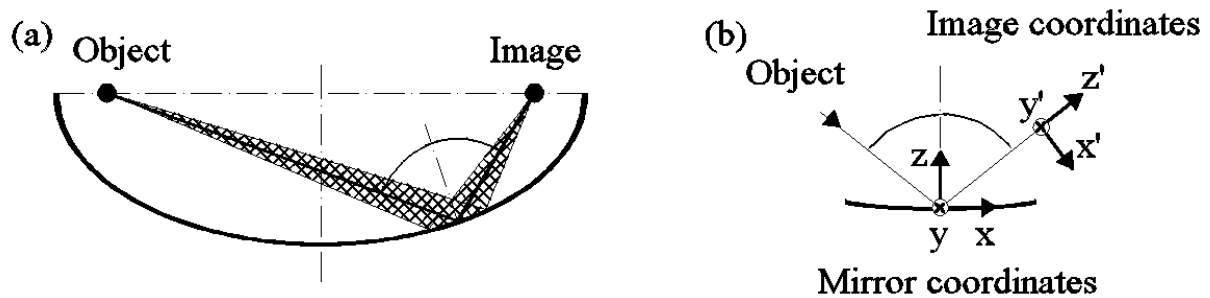 (a)
Object
Image
(b)
Image coordinates
Object
z'
y'
x'
z
y
x
Mirror coordinates